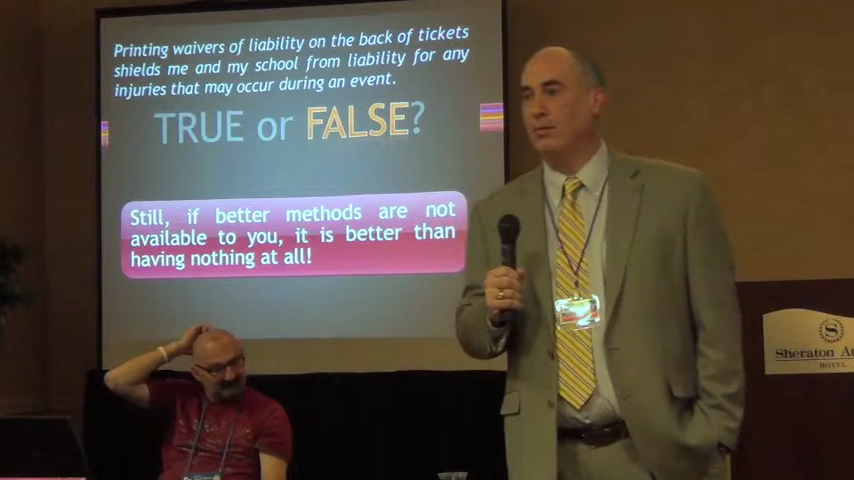 Printing waivers of liability on the back of tickets
shields me and my school from liability for any
injuries that may occur during an event.
TRUE or FALSE?
Still, if better methods are not
available to you, it is better than
having nothing at all!
S
Sheraton
HOTEL